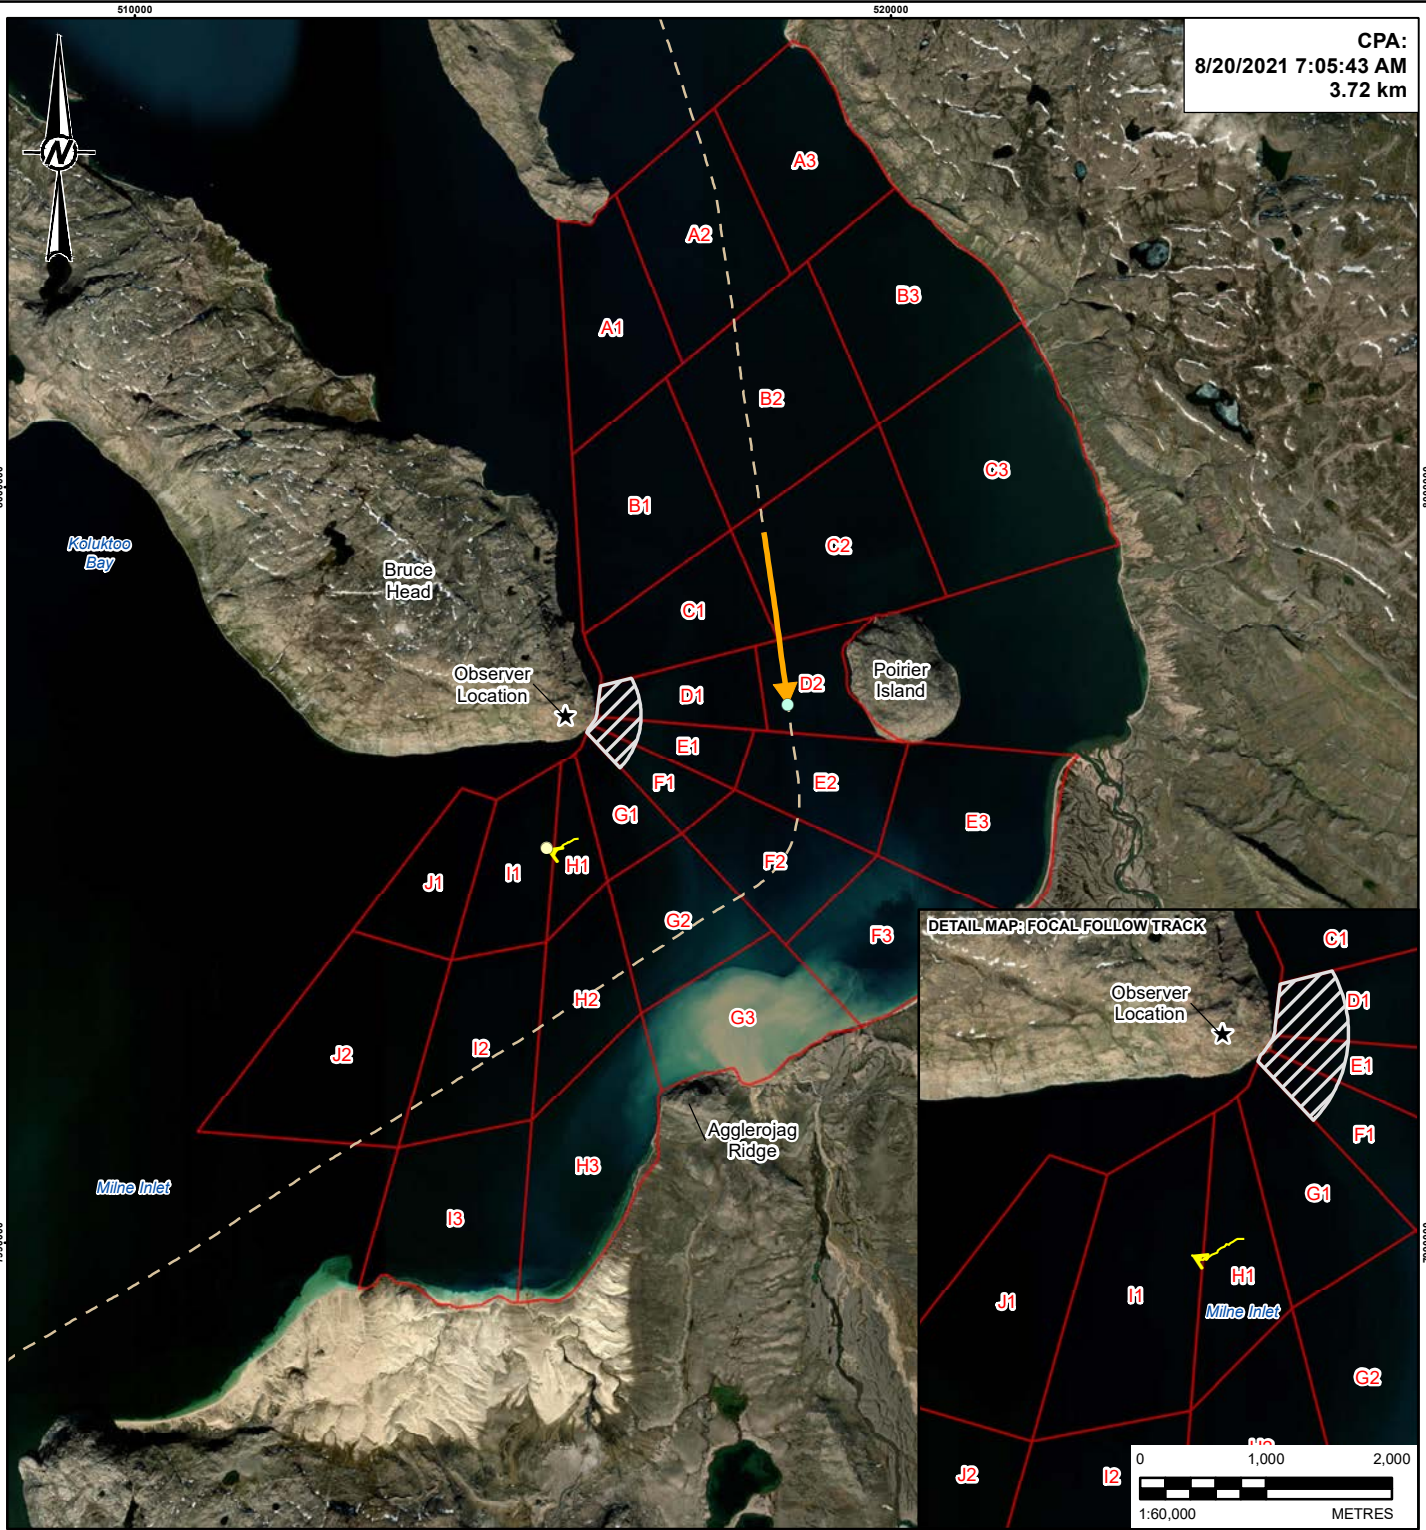 510000
520000
CPA:
8/20/2021 7:05:43 AM
3.72 km
N
A3
A2
B3
A1
B2
C3
B1
C2
Koluktoo
Bay
Bruce
Head
C1
Observer
Location
D1
D2
Poirier
Island
E1
E2
F1
G1
E3
F2
H1
I1
J1
G2
F3
DETAIL MAP: FOCAL FOLLOW TRACK
C1
Observer
Location
D1
E1
F1
G1
H1
I1
J1
Milne Inlet
G2
J2
I2
H2
G3
I2
J2
Agglerojag
Ridge
H3
Milne Inlet
I3
0
1,000
2,000
1:60,000
METRES